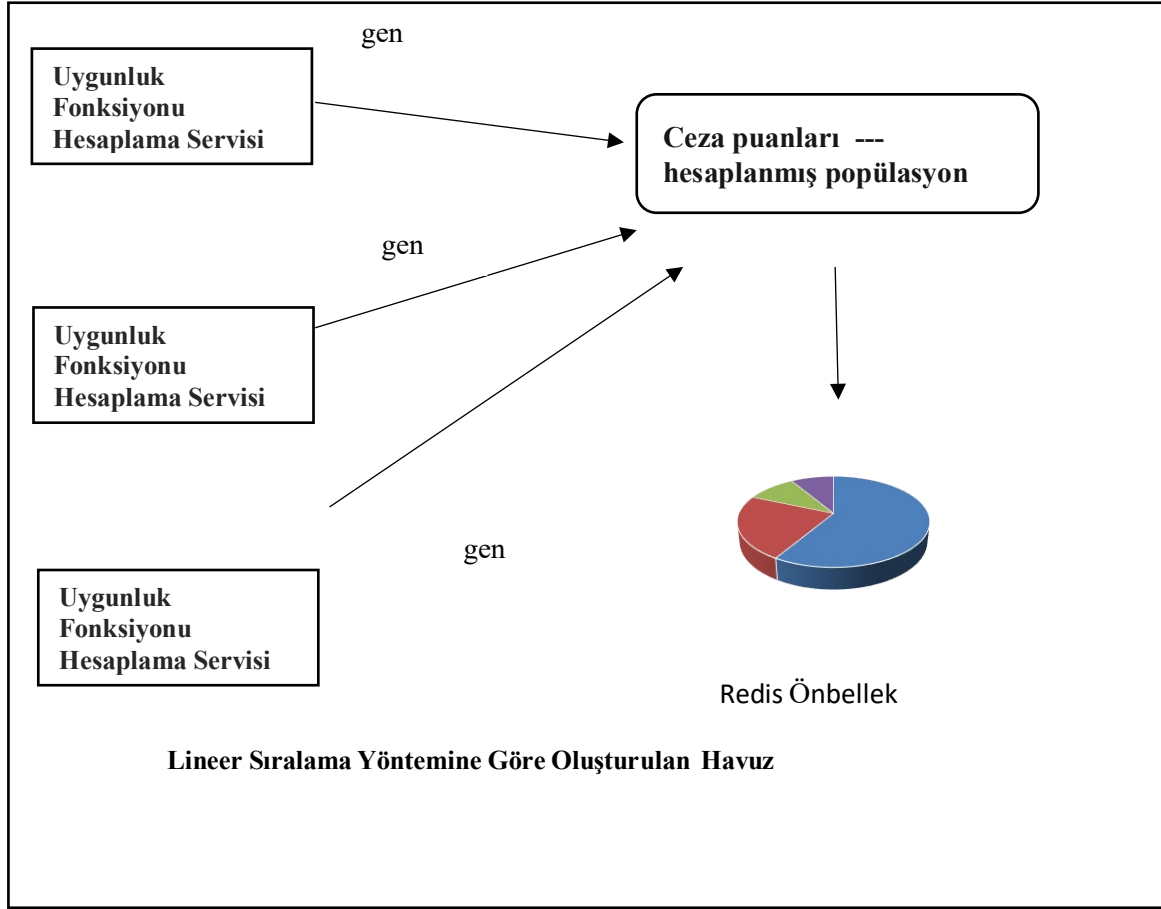 gen
Uygunluk
Fonksiyonu
Hesaplama Servisi
Ceza puanları ---
hesaplanmış popülasyon
gen
Uygunluk
Fonksiyonu
Hesaplama Servisi
gen
Uygunluk
Fonksiyonu
Hesaplama Servisi
Redis Önbellek
Lineer Sıralama Yöntemine Göre Oluşturulan Havuz